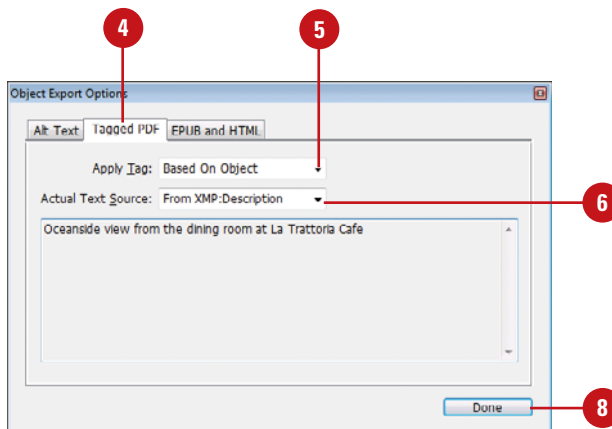 4
5
Object Export Options
Alt Text Tagged PDF EPUB and HTML
Apply Tag: Based On Object
Actual Text Source: From XMP:Description
6
Oceanside view from the dining room at La Trattoria Cafe
Done
8